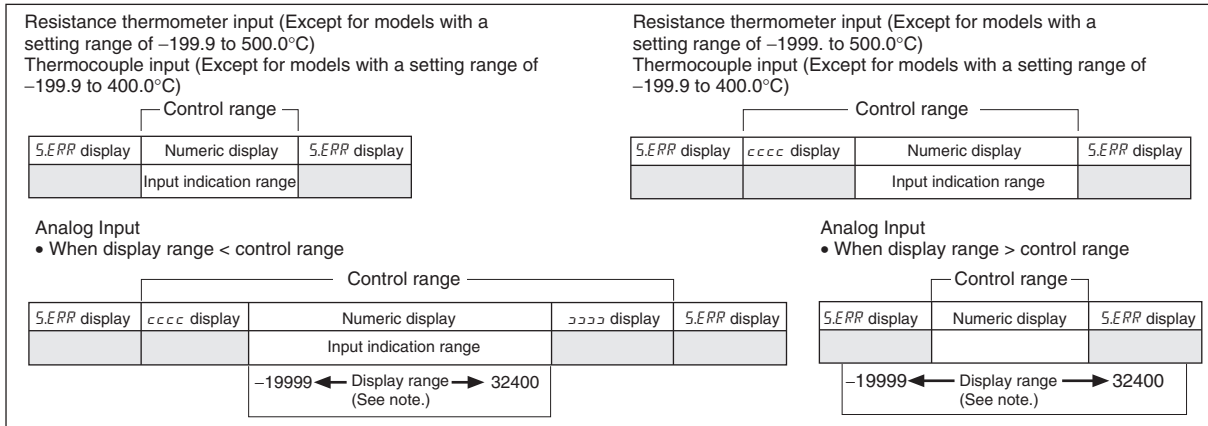 Resistance thermometer input (Except for models with a
setting range of –199.9 to 500.0°C)
Thermocouple input (Except for models with a setting range of
–199.9 to 400.0°C)
Control range
S.ERR display Numeric display S.ERR display
Input indication range
Resistance thermometer input (Except for models with a
setting range of –1999. to 500.0°C)
Thermocouple input (Except for models with a setting range of
–199.9 to 400.0°C)
Control range
S.ERR display cccc display Numeric display S.ERR display
Input indication range
Analog Input
• When display range < control range
Control range
S.ERR display cccc display Numeric display ɔɔɔɔ display S.ERR display
Input indication range
–19999 Display range 32400
(See note.)
Analog Input
• When display range > control range
Control range
S.ERR display Numeric display S.ERR display
–19999 Display range 32400
(See note.)